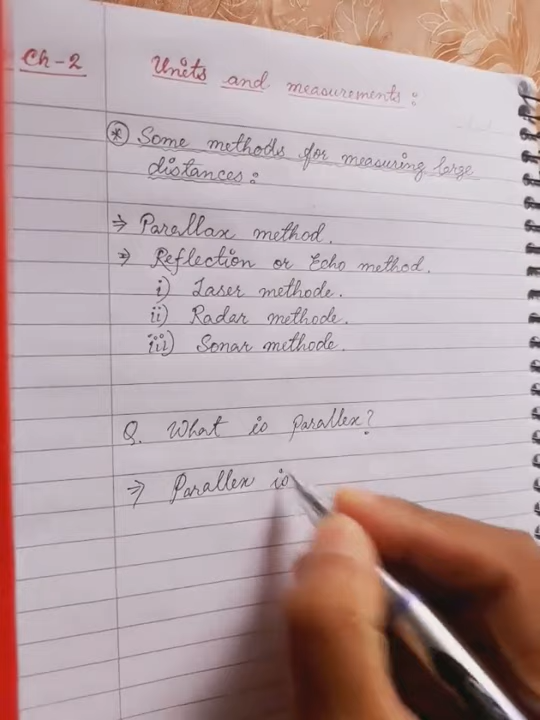 Ch-2 Units and measurements:
* Some methods for measuring large
distances:
⇒ Parallax method.
⇒ Reflection or Echo method.
i) Laser methode.
ii) Radar methode.
iii) Sonar methode.
Q. What is parallex?
⇒ Parallex is